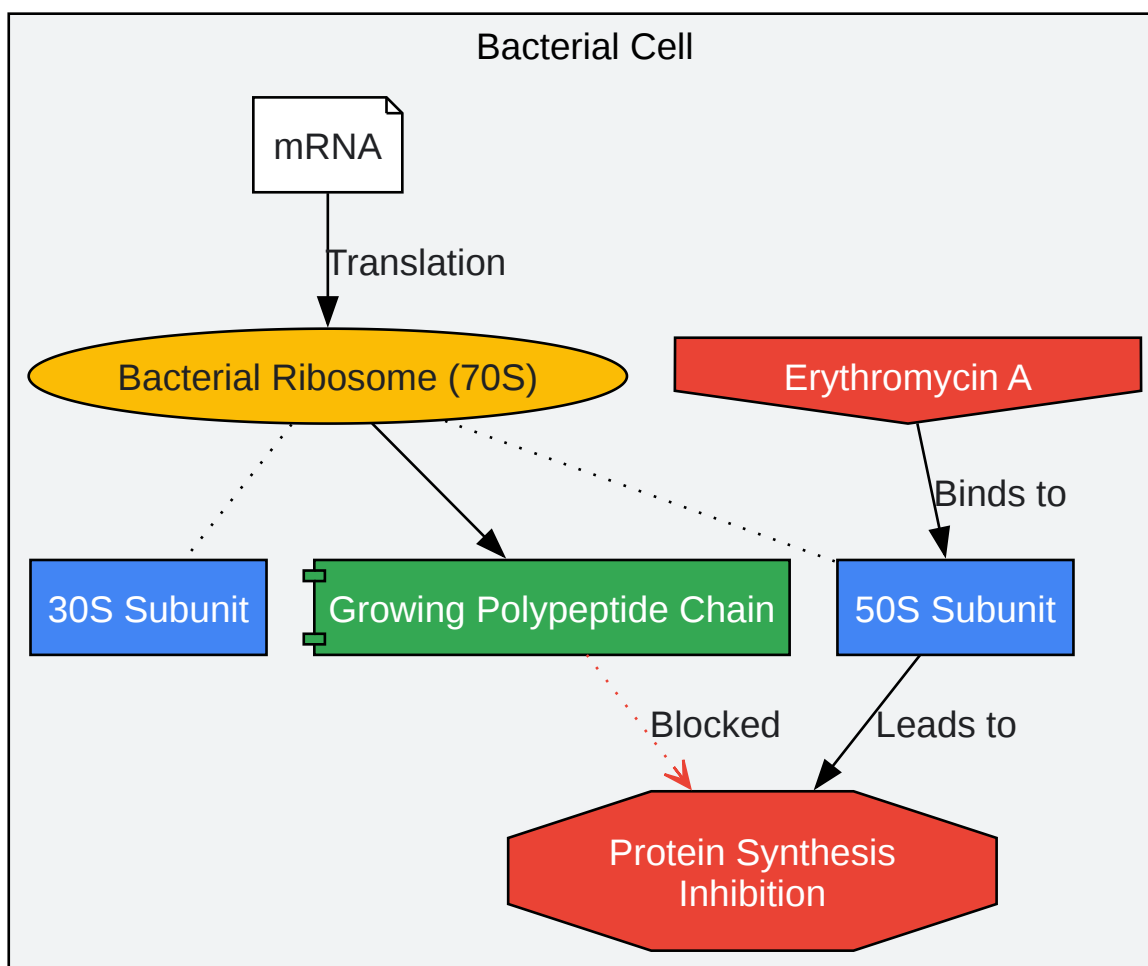 Bacterial Cell
mRNA
Translation
Bacterial Ribosome (70S)
Erythromycin A
Binds to
30S Subunit
Growing Polypeptide Chain
50S Subunit
Blocked
Leads to
Protein Synthesis
Inhibition